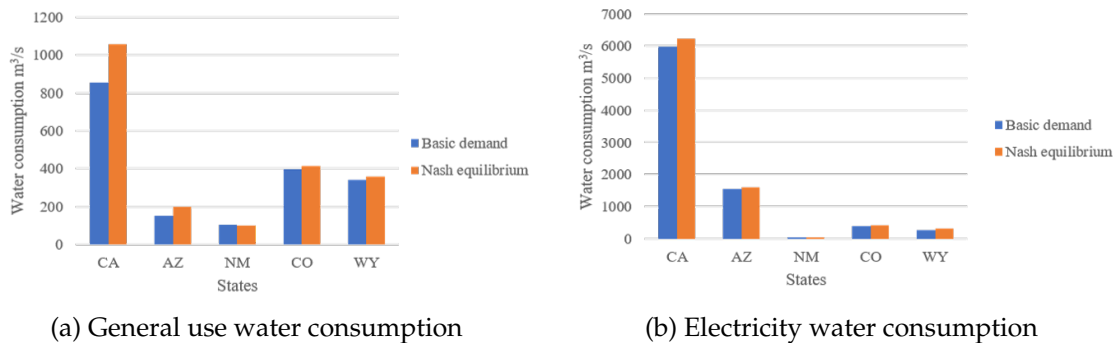 1200
1000
800
600
400
200
0
Water consumption m³/s
CA AZ NM CO WY
States
Basic demand
Nash equilibrium
(a) General use water consumption
7000
6000
5000
4000
3000
2000
1000
0
Water consumption m³/s
CA AZ NM CO WY
States
Basic demand
Nash equilibrium
(b) Electricity water consumption